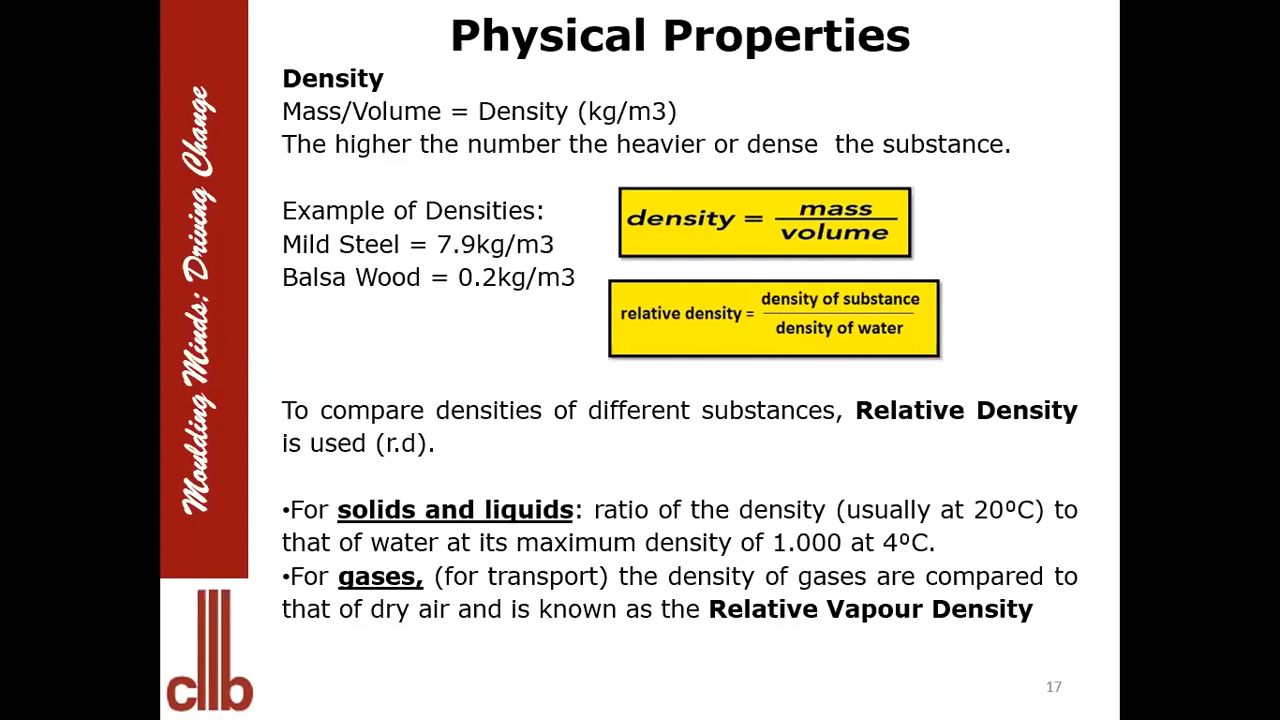 Physical Properties
Density
Mass/Volume = Density (kg/m3)
The higher the number the heavier or dense  the substance.
Example of Densities:
Mild Steel = 7.9kg/m3
Balsa Wood = 0.2kg/m3
density = mass
volume
relative density = density of substance
density of water
To compare densities of different substances, Relative Density
is used (r.d).
•For solids and liquids: ratio of the density (usually at 20ºC) to
that of water at its maximum density of 1.000 at 4ºC.
•For gases, (for transport) the density of gases are compared to
that of dry air and is known as the Relative Vapour Density
Moulding Minds; Driving Change
cllb
17